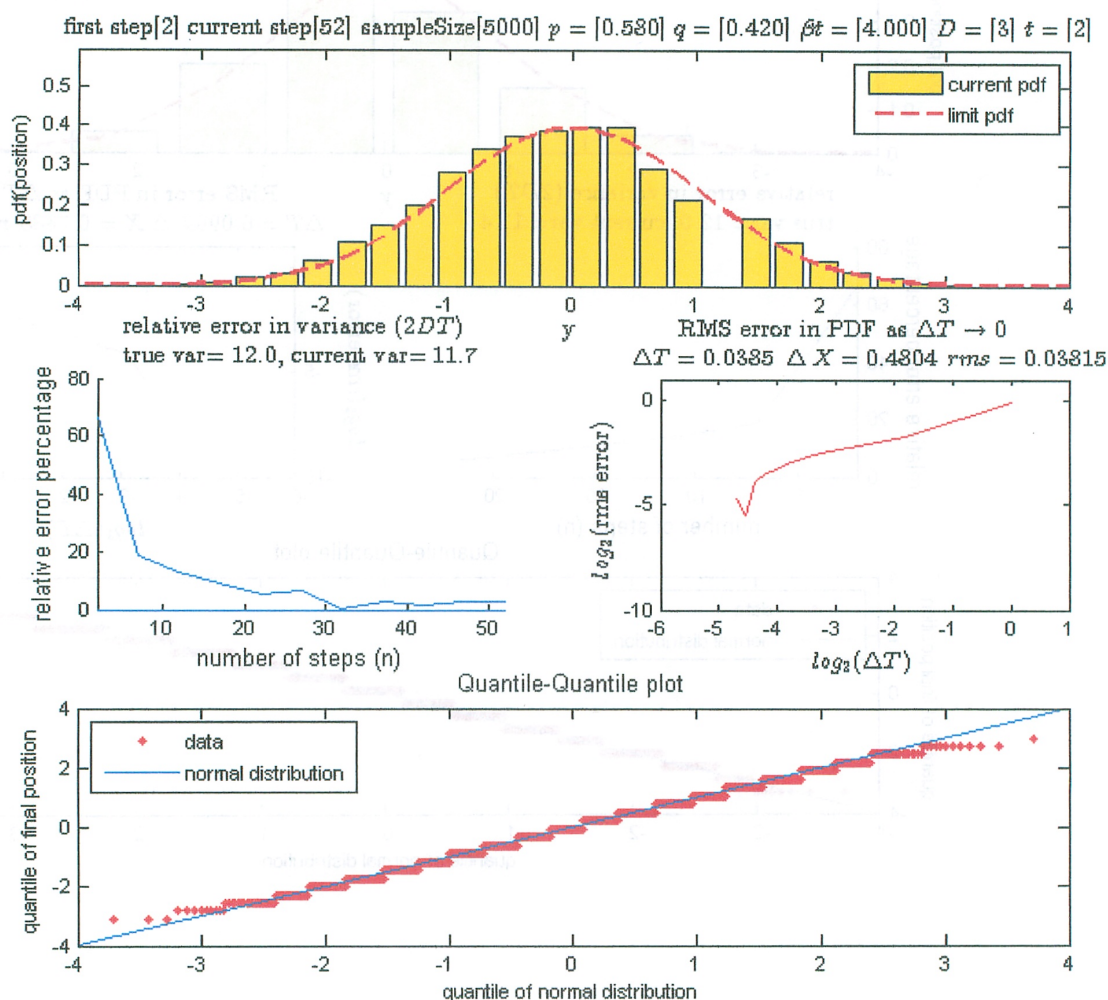 first step[2] current step[52] sampleSize[5000] p = [0.580] q = [0.420] βt = [4.000] D = [3] t = [2]
pdf(position)
0.5
0.4
0.3
0.2
0.1
0
current pdf
limit pdf
-4 -3 -2 -1 0 1 2 3 4
y
relative error in variance (2DT)
true var= 12.0, current var= 11.7
relative error percentage
80
60
40
20
0
10 20 30 40 50
number of steps (n)
RMS error in PDF as ΔT → 0
ΔT = 0.0385 Δ X = 0.4804 rms = 0.03815
log₂(rms error)
0
-5
-10
-6 -5 -4 -3 -2 -1 0 1
log₂(ΔT)
Quantile-Quantile plot
quantile of final position
4
2
0
-2
-4
data
normal distribution
-4 -3 -2 -1 0 1 2 3 4
quantile of normal distribution